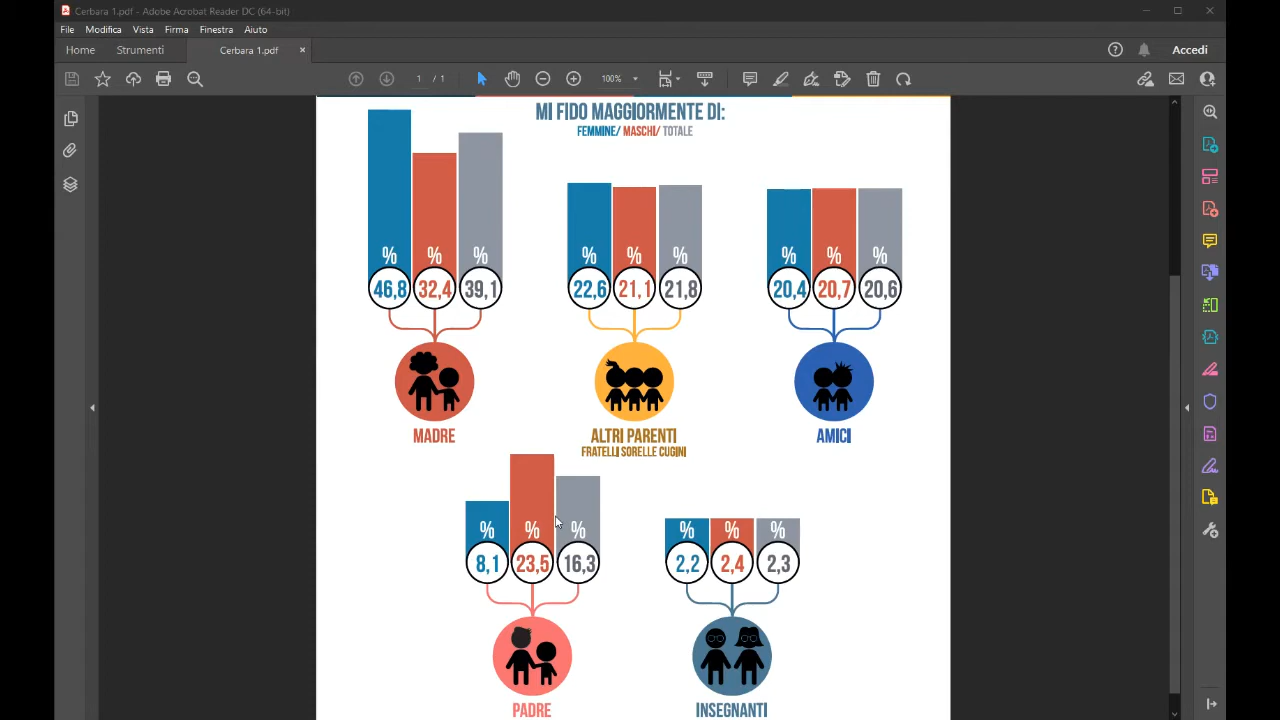 Cerbara 1.pdf - Adobe Acrobat Reader DC (64-bit)
File Modifica Vista Firma Finestra Aiuto
Home Strumenti Cerbara 1.pdf × Accedi
1 / 1 100%
MI FIDO MAGGIORMENTE DI:
FEMMINE/ MASCHI/ TOTALE
% % % % % % % % %
46,8 32,4 39,1 22,6 21,1 21,8 20,4 20,7 20,6
MADRE ALTRI PARENTI AMICI
FRATELLI SORELLE CUGINI
% % % % % %
8,1 23,5 16,3 2,2 2,4 2,3
PADRE INSEGNANTI